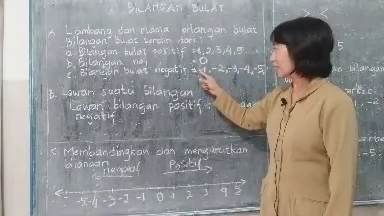 BILANGAN BULAT
A. Lambang dan nama bilangan bulat
Bilangan bulat terdiri dari :
a. Bilangan bulat positif = 1, 2, 3, 4, 5
b. Bilangan nol = 0
c. Bilangan bulat negatif = -1, -2, -3, -4, -5
B. Lawan suatu bilangan
Lawan bilangan positif =
negatif
C. Membandingkan dan mengurutkan
bilangan
Negatif Positif
-5 -4 -3 -2 -1 0 1 2 3 4 5